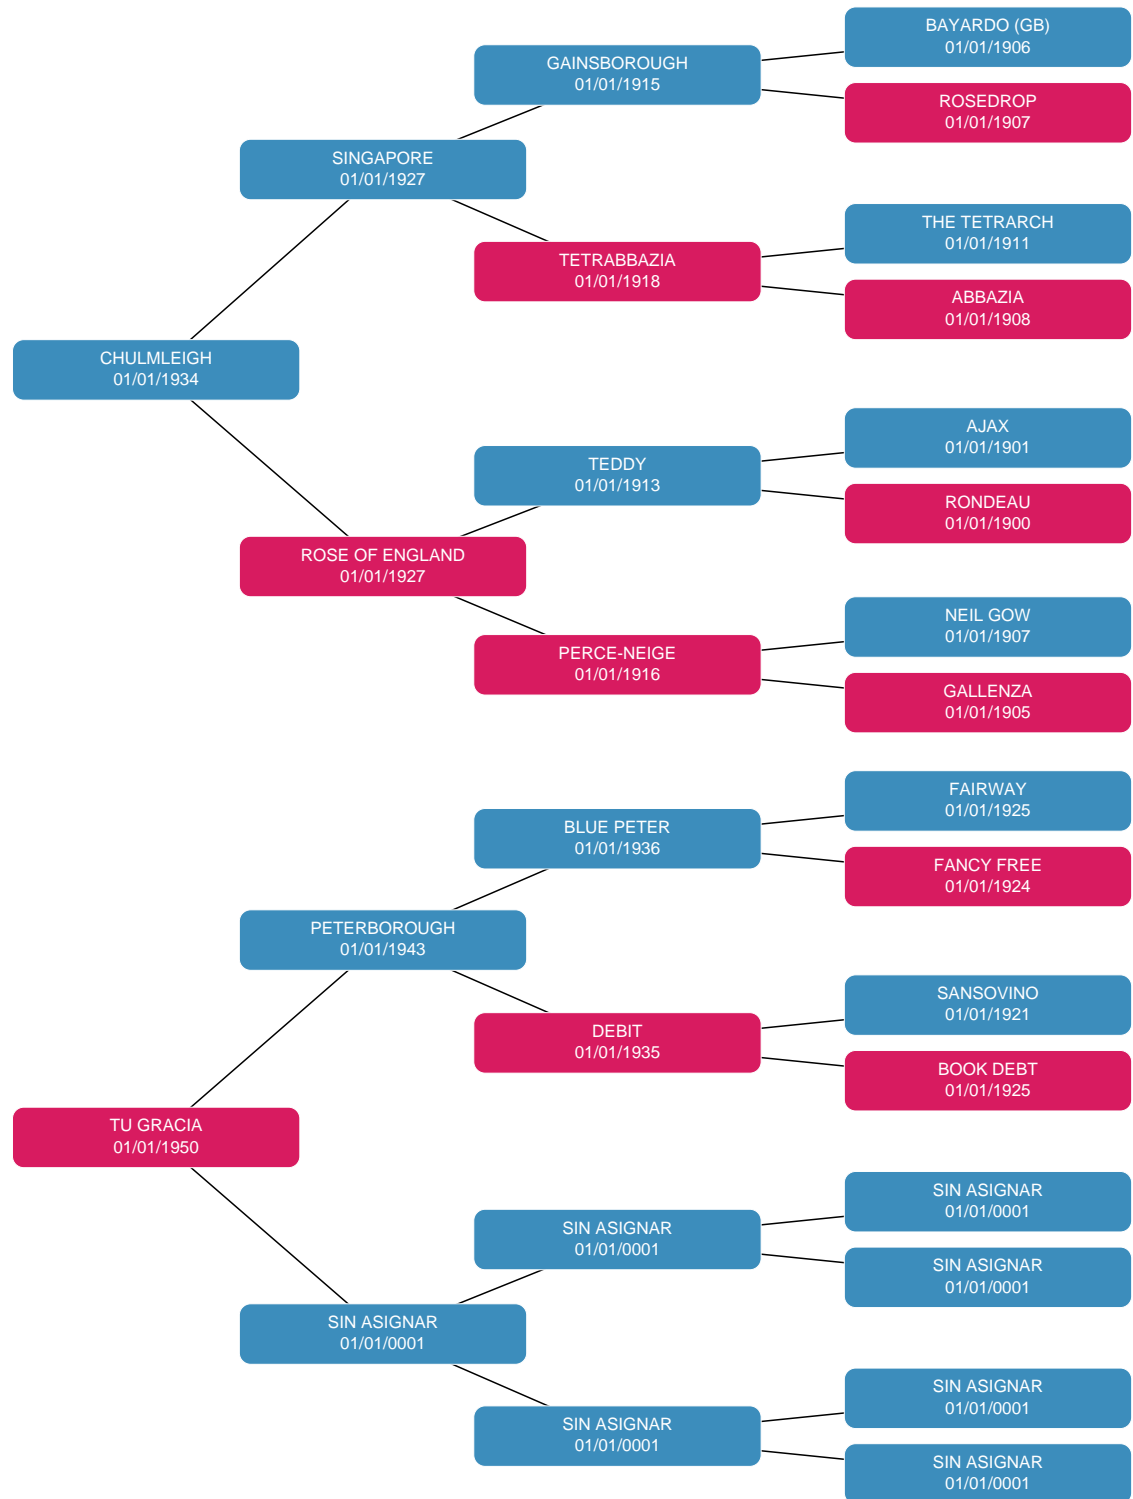 BAYARDO (GB)
01/01/1906
GAINSBOROUGH
01/01/1915
ROSEDROP
01/01/1907
SINGAPORE
01/01/1927
THE TETRARCH
01/01/1911
TETRABBAZIA
01/01/1918
ABBAZIA
01/01/1908
CHULMLEIGH
01/01/1934
AJAX
01/01/1901
TEDDY
01/01/1913
RONDEAU
01/01/1900
ROSE OF ENGLAND
01/01/1927
NEIL GOW
01/01/1907
PERCE-NEIGE
01/01/1916
GALLENZA
01/01/1905
FAIRWAY
01/01/1925
BLUE PETER
01/01/1936
FANCY FREE
01/01/1924
PETERBOROUGH
01/01/1943
SANSOVINO
01/01/1921
DEBIT
01/01/1935
BOOK DEBT
01/01/1925
TU GRACIA
01/01/1950
SIN ASIGNAR
01/01/0001
SIN ASIGNAR
01/01/0001
SIN ASIGNAR
01/01/0001
SIN ASIGNAR
01/01/0001
SIN ASIGNAR
01/01/0001
SIN ASIGNAR
01/01/0001
SIN ASIGNAR
01/01/0001